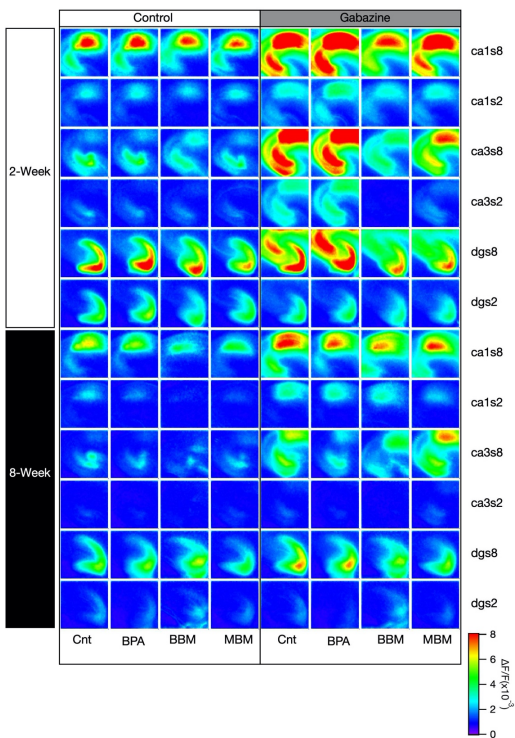 Control Gabazine
ca1s8
ca1s2
ca3s8
2-Week
ca3s2
dgs8
dgs2
ca1s8
ca1s2
ca3s8
8-Week
ca3s2
dgs8
dgs2
Cnt BPA BBM MBM Cnt BPA BBM MBM
8
6
4
2
0
ΔF/F(x10⁻³)